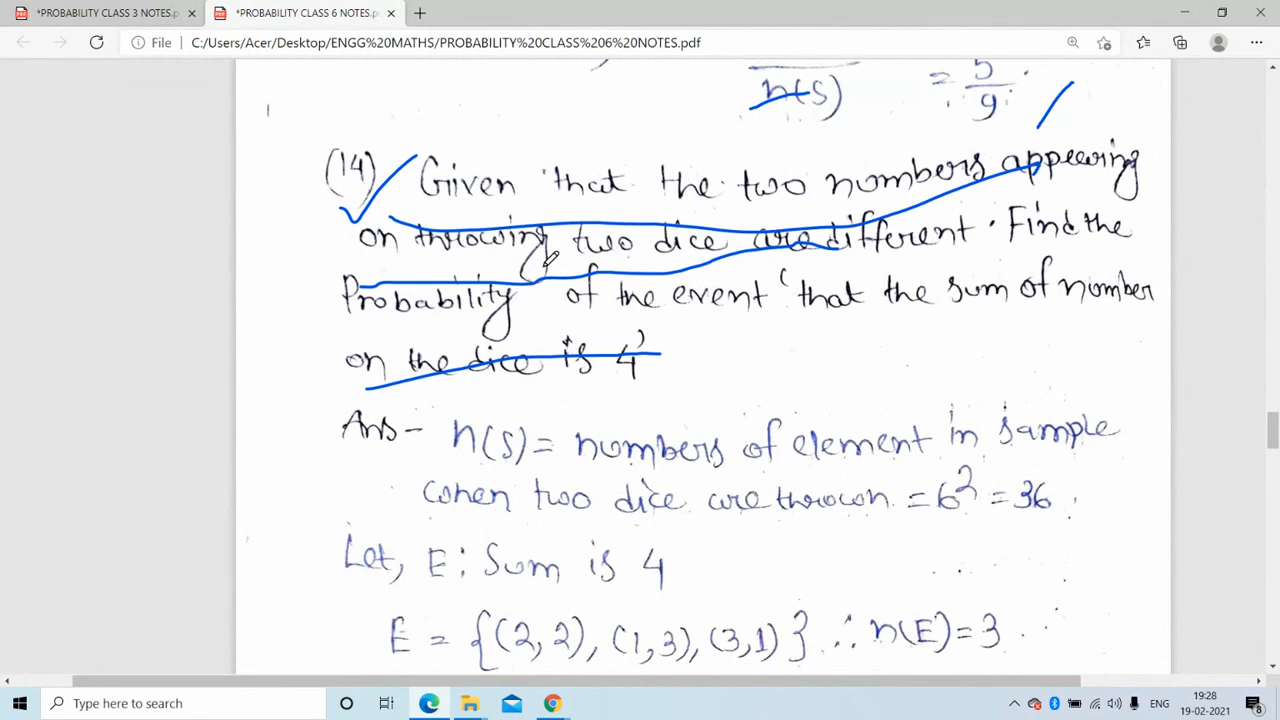 *PROBABILITY CLASS 3 NOTES.p
*PROBABILITY CLASS 6 NOTES.p
File
C:/Users/Acer/Desktop/ENGG%20MATHS/PROBABILITY%20CLASS%206%20NOTES.pdf
n(S) = 5/9
(14) Given that the two numbers appearing
on throwing two dice are different. Find the
Probability of the event 'that the sum of number
on the dice is 4'
Ans- n(S) = numbers of element in sample
when two dice are thrown = 6² = 36
Let, E: Sum is 4
E = {(2,2), (1,3), (3,1)} ∴ n(E) = 3
Type here to search
ENG
19:28
19-02-2021
8